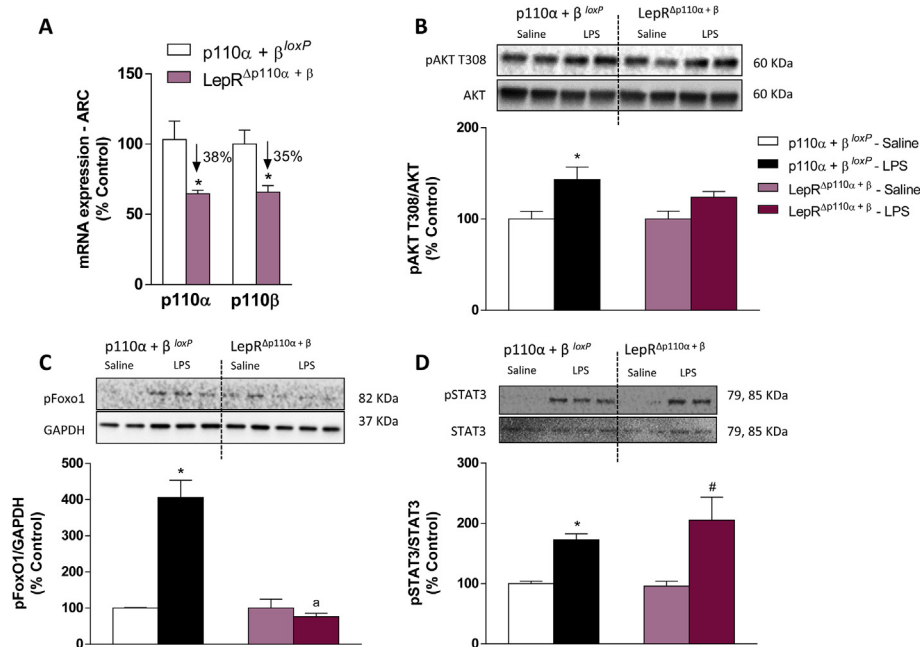 A
p110α + β loxP
LepR Δp110α + β
mRNA expression - ARC
(% Control)
150
100
50
0
38%
*
35%
*
p110α p110β
B
p110α + β loxP LepR Δp110α + β
Saline LPS Saline LPS
pAKT T308 60 KDa
AKT 60 KDa
pAKT T308/AKT
(% Control)
200
100
0
*
p110α + β loxP - Saline
p110α + β loxP - LPS
LepR Δp110α + β - Saline
LepR Δp110α + β - LPS
C
p110α + β loxP LepR Δp110α + β
Saline LPS Saline LPS
pFoxo1 82 KDa
GAPDH 37 KDa
pFoxO1/GAPDH
(% Control)
500
400
300
200
100
0
*
a
D
p110α + β loxP LepR Δp110α + β
Saline LPS Saline LPS
pSTAT3 79, 85 KDa
STAT3 79, 85 KDa
pSTAT3/STAT3
(% Control)
300
200
100
0
*
#